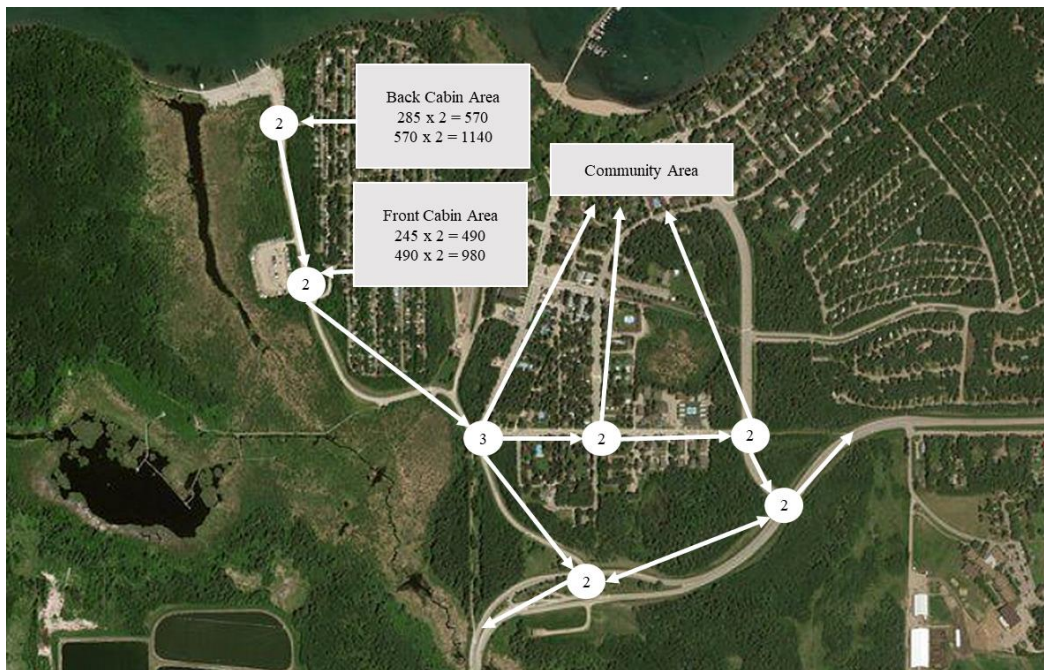 Back Cabin Area
285 x 2 = 570
570 x 2 = 1140
2
Community Area
Front Cabin Area
245 x 2 = 490
490 x 2 = 980
2
3
2
2
2
2